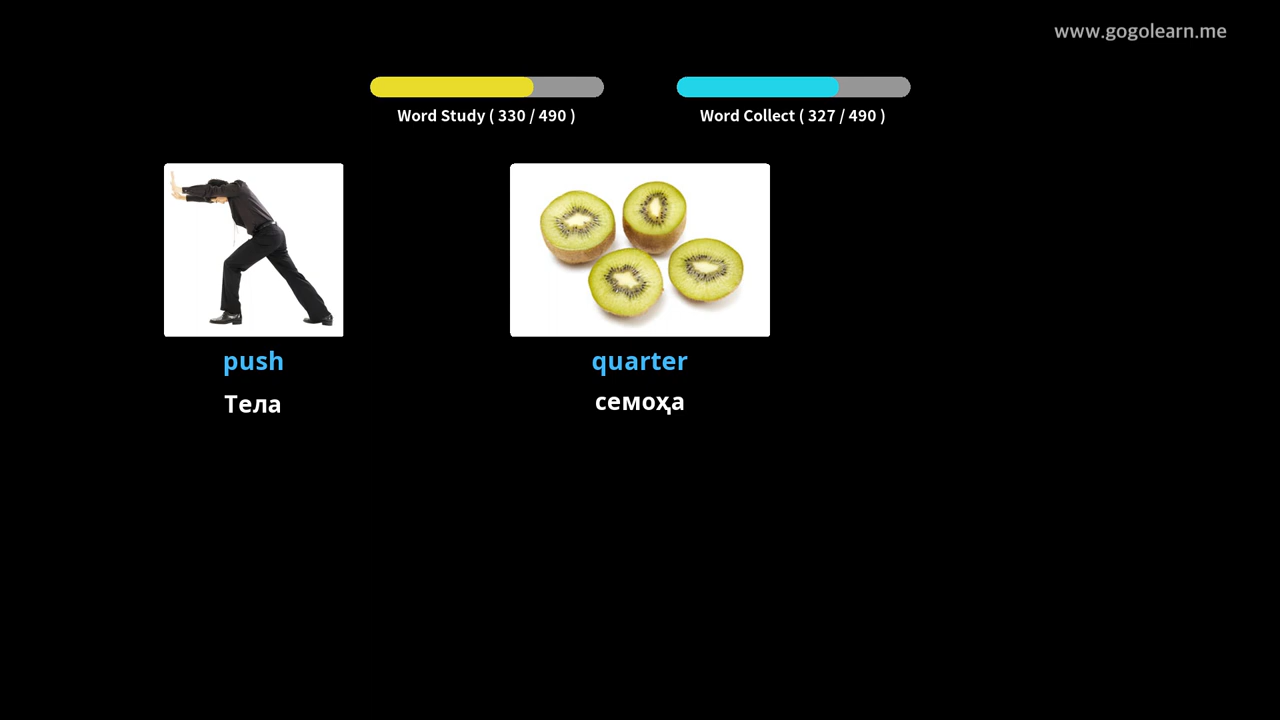 www.gogolearn.me
Word Study ( 330 / 490 )
Word Collect ( 327 / 490 )
push
quarter
Тела
семоҳа